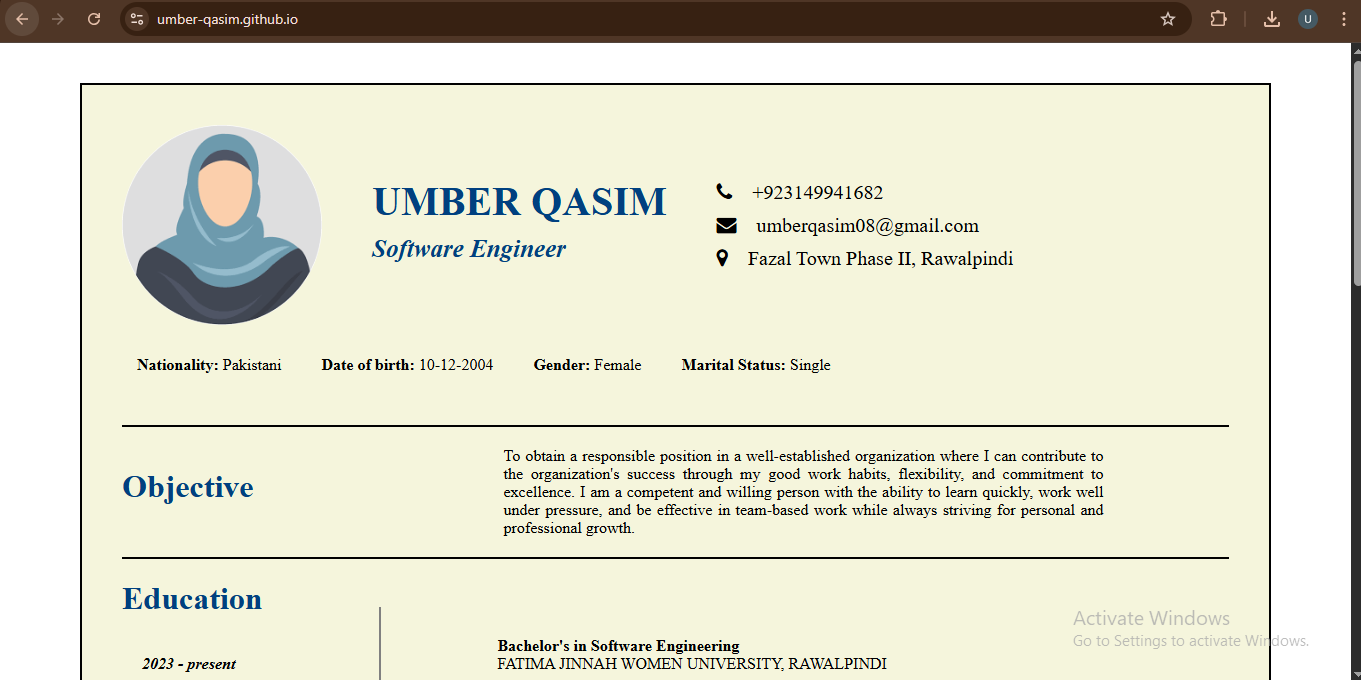 umber-qasim.github.io
U
UMBER QASIM
Software Engineer
+923149941682
umberqasim08@gmail.com
Fazal Town Phase II, Rawalpindi
Nationality: Pakistani Date of birth: 10-12-2004 Gender: Female Marital Status: Single
Objective
To obtain a responsible position in a well-established organization where I can contribute to
the organization's success through my good work habits, flexibility, and commitment to
excellence. I am a competent and willing person with the ability to learn quickly, work well
under pressure, and be effective in team-based work while always striving for personal and
professional growth.
Education
2023 - present
Bachelor's in Software Engineering
FATIMA JINNAH WOMEN UNIVERSITY, RAWALPINDI
Activate Windows
Go to Settings to activate Windows.